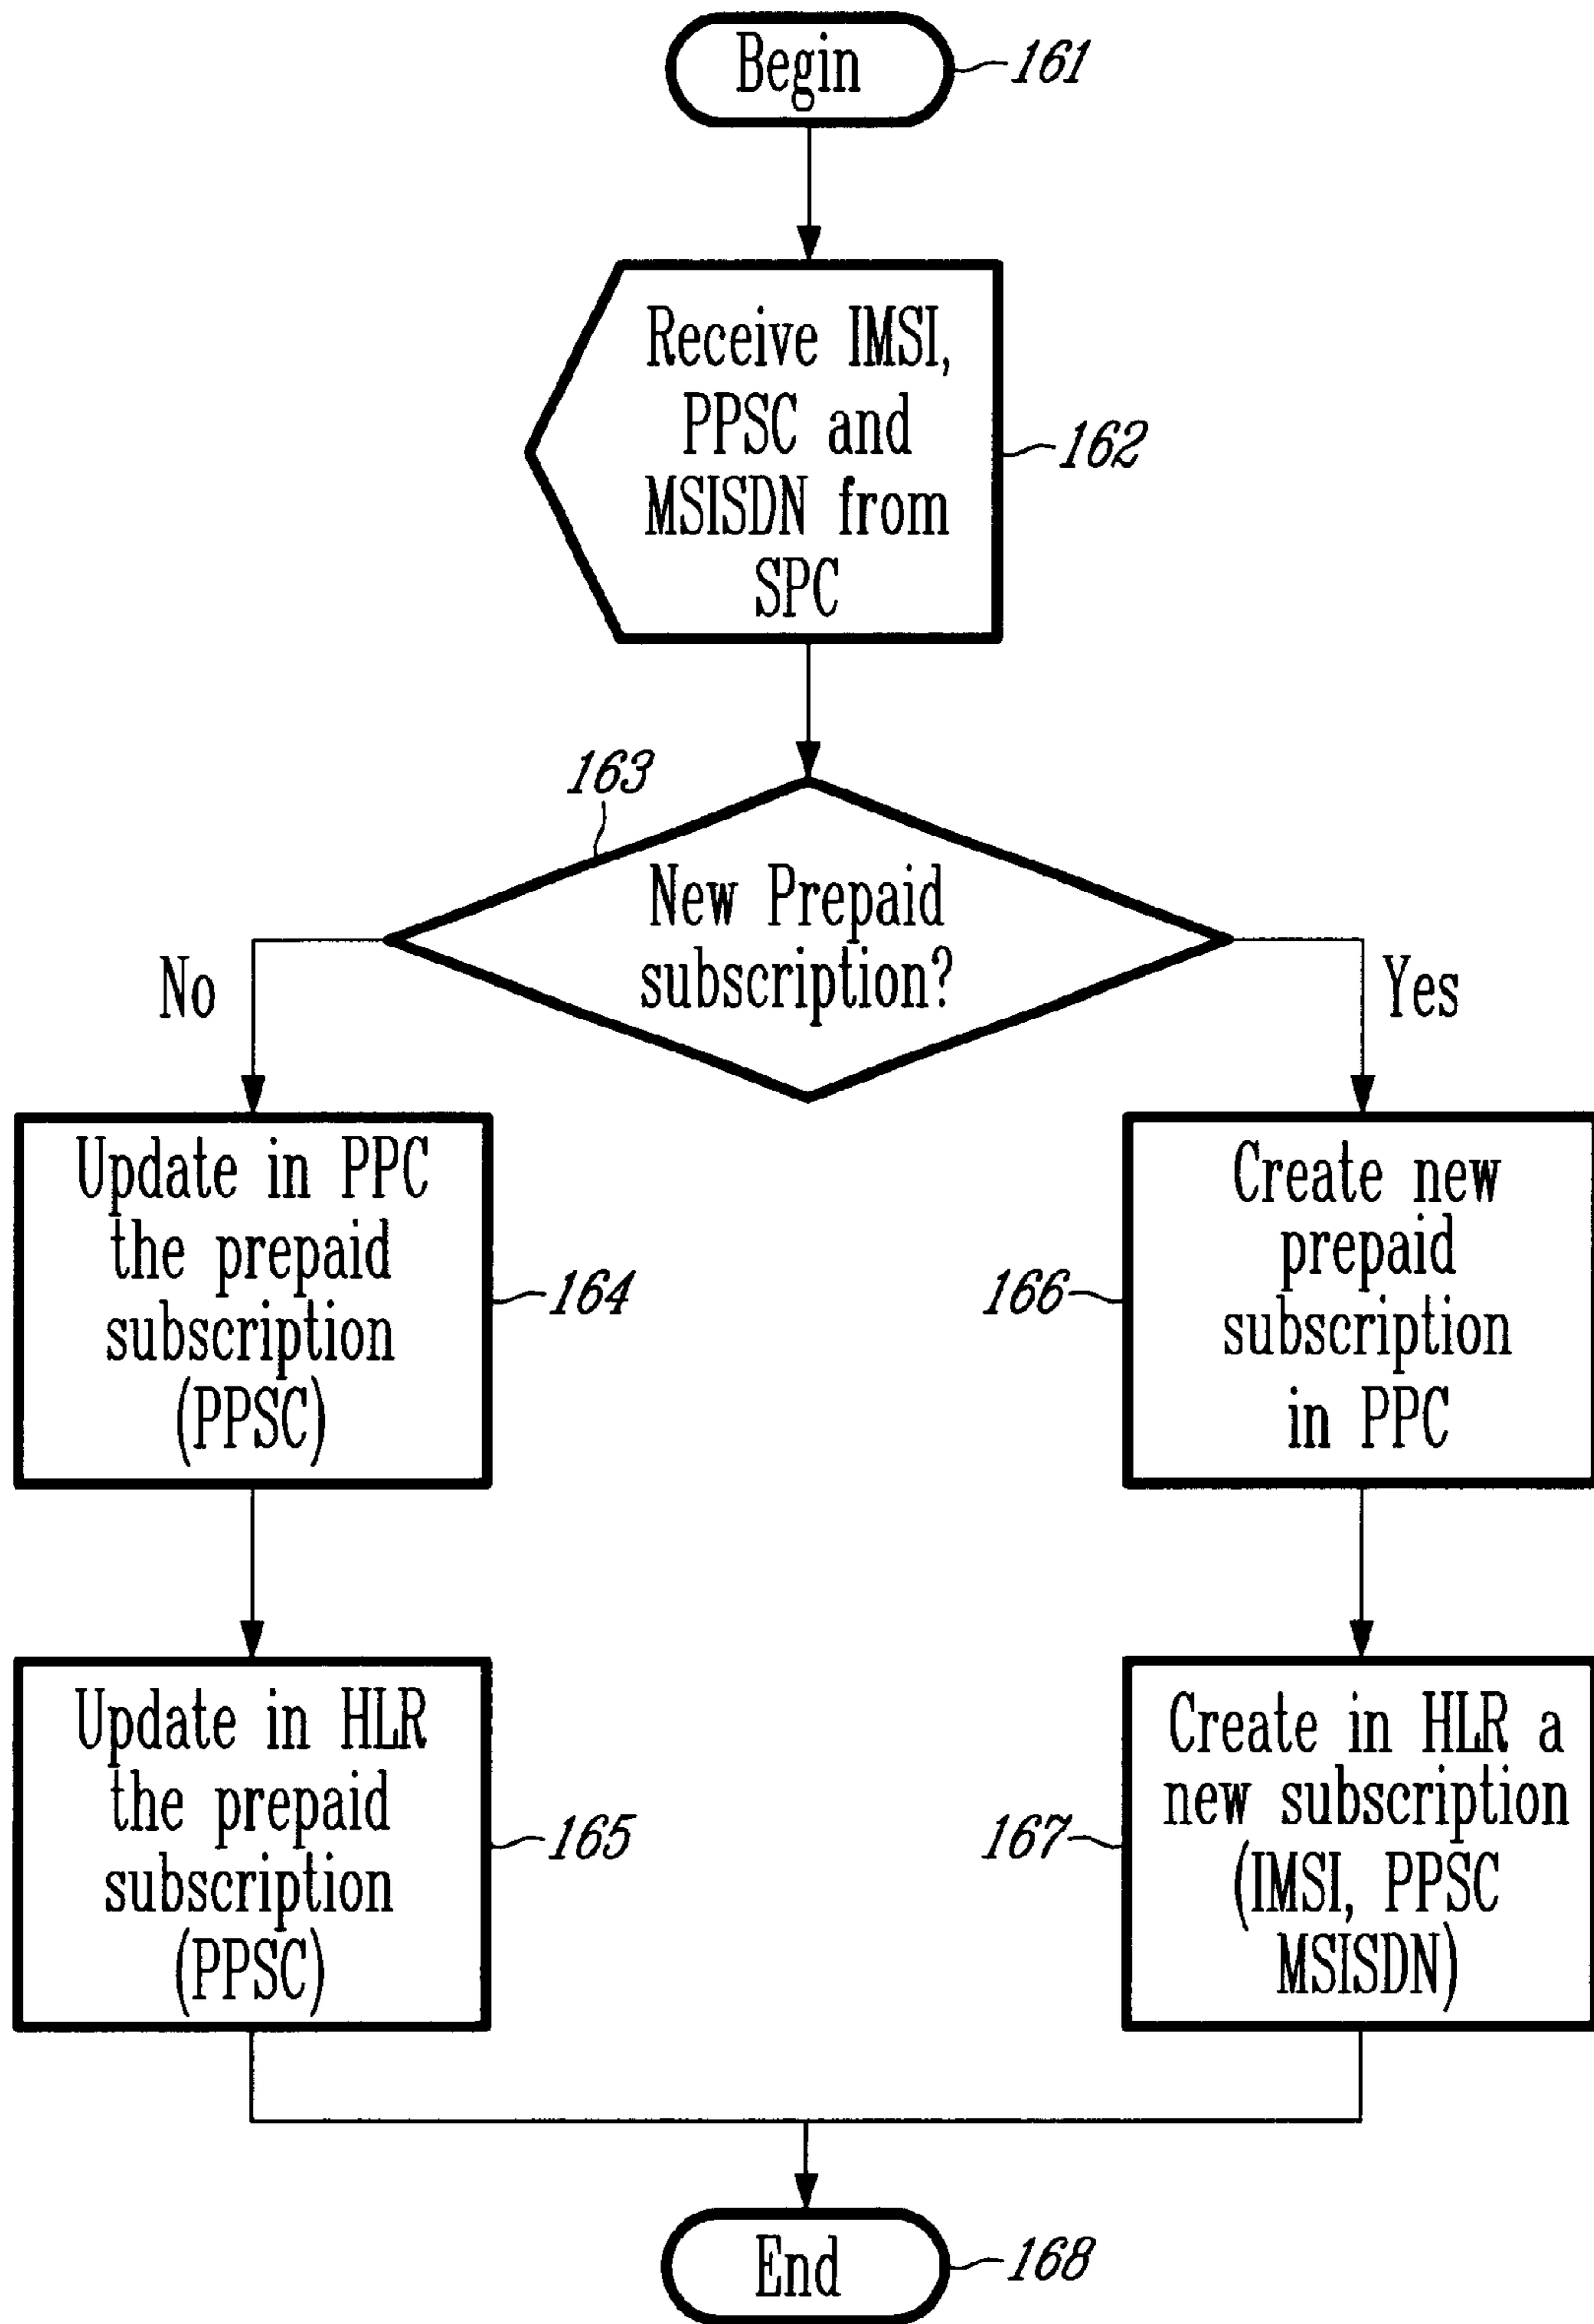 Begin
161
Receive IMSI,
PPSC and
MSISDN from
SPC
162
163
New Prepaid
subscription?
No
Yes
Update in PPC
the prepaid
subscription
(PPSC)
164
166
Create new
prepaid
subscription
in PPC
Update in HLR
the prepaid
subscription
(PPSC)
165
167
Create in HLR a
new subscription
(IMSI, PPSC
MSISDN)
End
168